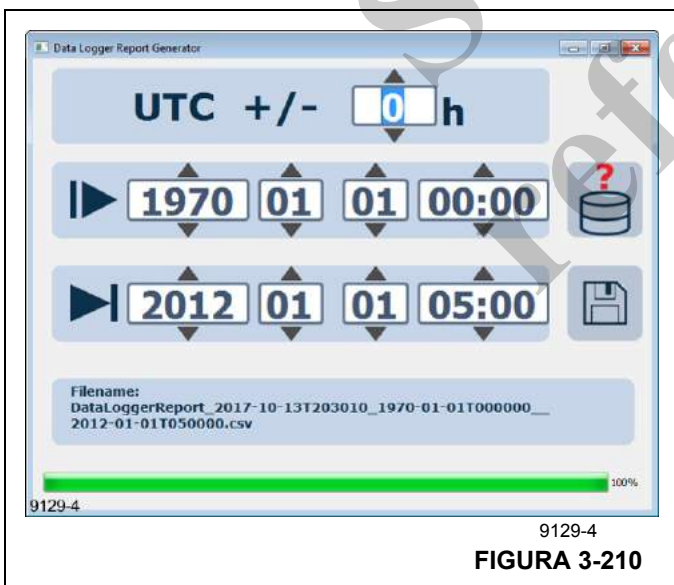 Data Logger Report Generator
UTC +/- 0 h
1970 01 01 00:00
?
2012 01 01 05:00
Filename:
DataLoggerReport_2017-10-13T203010_1970-01-01T000000__
2012-01-01T050000.csv
100%
9129-4
9129-4
FIGURA 3-210